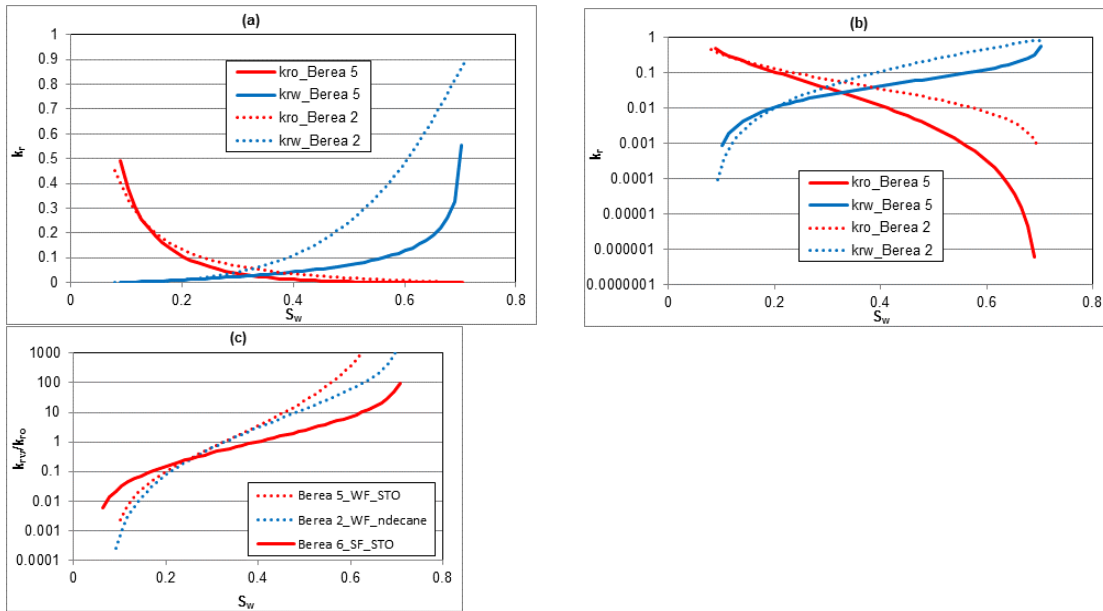 (a)
1
0.9
0.8
0.7
0.6
0.5
0.4
0.3
0.2
0.1
0
kr
kro_Berea 5
krw_Berea 5
kro_Berea 2
krw_Berea 2
0 0.2 0.4 0.6 0.8
Sw
(b)
1
0.1
0.01
0.001
0.0001
0.00001
0.000001
0.0000001
kr
kro_Berea 5
krw_Berea 5
kro_Berea 2
krw_Berea 2
0 0.2 0.4 0.6 0.8
Sw
(c)
1000
100
10
1
0.1
0.01
0.001
0.0001
krw/kro
Berea 5_WF_STO
Berea 2_WF_ndecane
Berea 6_SF_STO
0 0.2 0.4 0.6 0.8
Sw